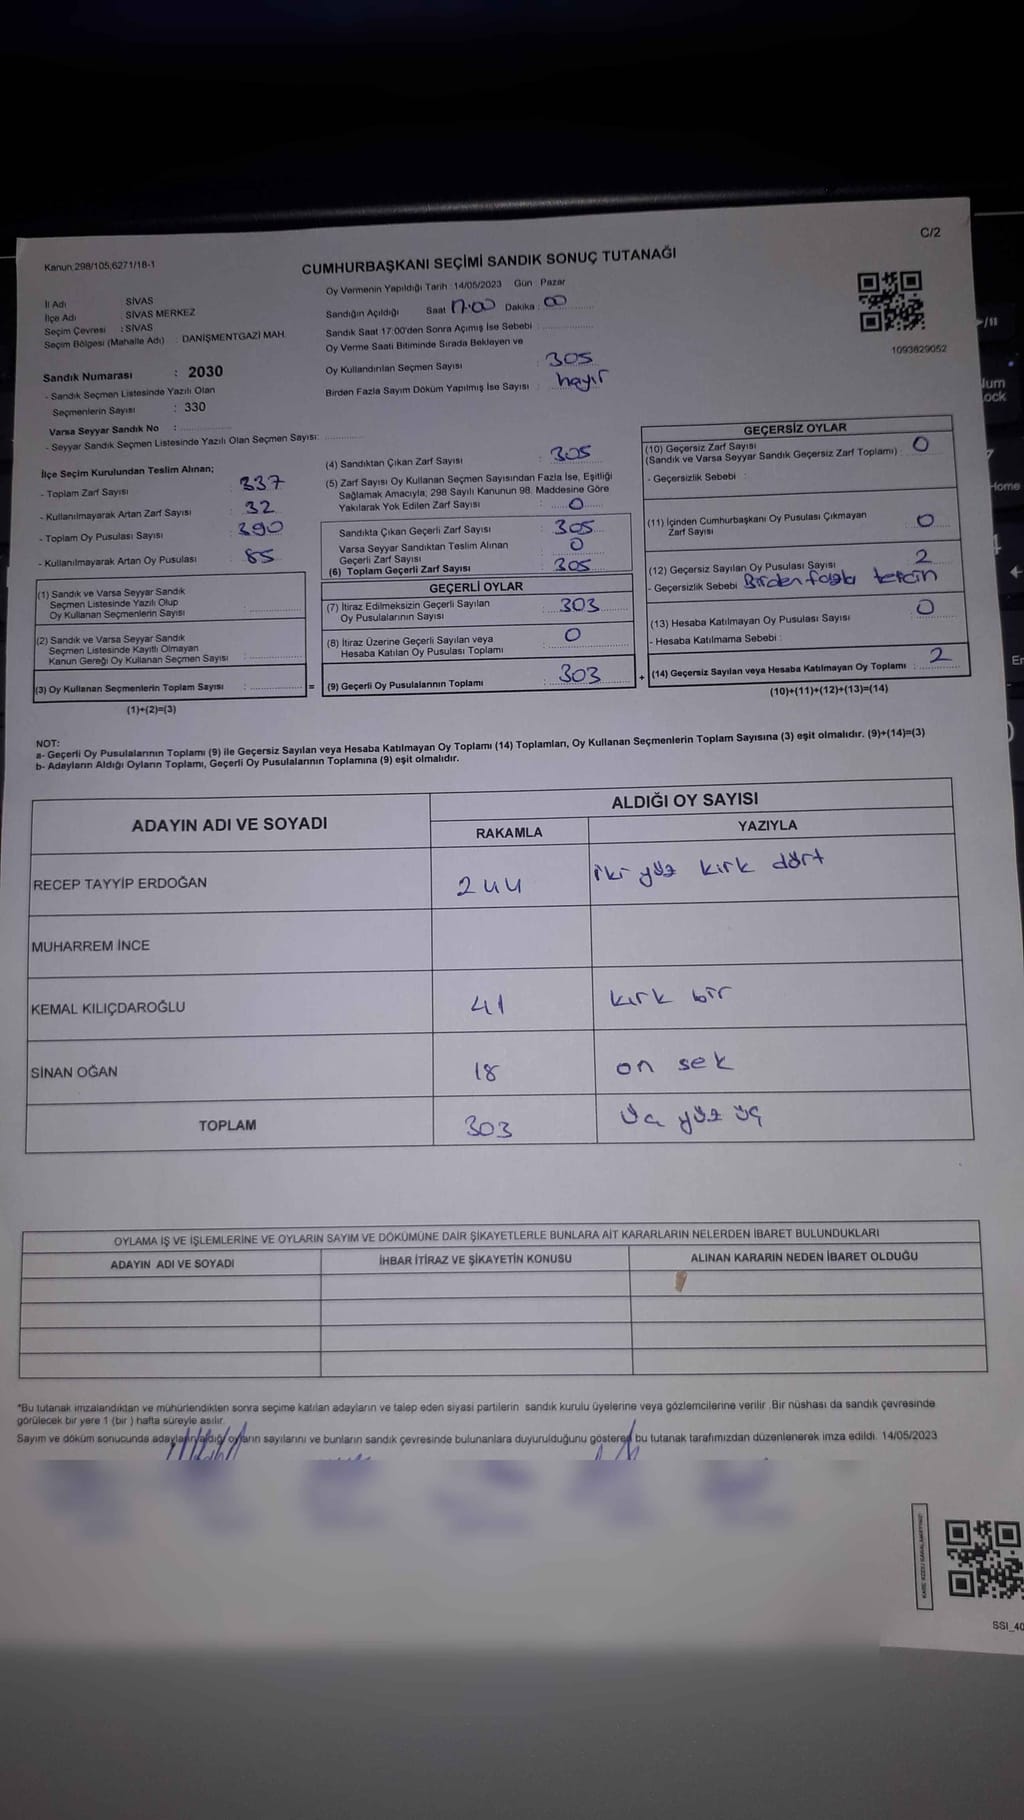 C/2
Kanun 298/105,6271/18-1
CUMHURBAŞKANI SEÇİMİ SANDIK SONUÇ TUTANAĞI
İl Adı SİVAS
İlçe Adı : SİVAS MERKEZ
Seçim Çevresi : SİVAS
Seçim Bölgesi (Mahalle Adı) : DANİŞMENTGAZİ MAH.
Sandık Numarası : 2030
- Sandık Seçmen Listesinde Yazılı Olan
Seçmenlerin Sayısı : 330
Varsa Seyyar Sandık No :
- Seyyar Sandık Seçmen Listesinde Yazılı Olan Seçmen Sayısı:
Oy Vermenin Yapıldığı Tarih : 14/05/2023 Gün : Pazar
Sandığın Açıldığı Saat 17:00 Dakika : 00
Sandık Saat 17:00'den Sonra Açımış İse Sebebi :
Oy Verme Saati Bitiminde Sırada Bekleyen ve
Oy Kullandırılan Seçmen Sayısı : 305
Birden Fazla Sayım Döküm Yapılmış İse Sayısı : hayır
1093629052
İlçe Seçim Kurulundan Teslim Alınan;
- Toplam Zarf Sayısı : 337
- Kullanılmayarak Artan Zarf Sayısı : 32
- Toplam Oy Pusulası Sayısı : 390
- Kullanılmayarak Artan Oy Pusulası : 85
(1) Sandık ve Varsa Seyyar Sandık
Seçmen Listesinde Yazılı Olup
Oy Kullanan Seçmenlerin Sayısı :
(2) Sandık ve Varsa Seyyar Sandık
Seçmen Listesinde Kayıtlı Olmayan
Kanun Gereği Oy Kullanan Seçmen Sayısı :
(3) Oy Kullanan Seçmenlerin Toplam Sayısı : =
(1)+(2)=(3)
(4) Sandıktan Çıkan Zarf Sayısı : 305
(5) Zarf Sayısı Oy Kullanan Seçmen Sayısından Fazla İse, Eşitliği
Sağlamak Amacıyla; 298 Sayılı Kanunun 98. Maddesine Göre
Yakılarak Yok Edilen Zarf Sayısı : 0
Sandıkta Çıkan Geçerli Zarf Sayısı : 305
Varsa Seyyar Sandıktan Teslim Alınan
Geçerli Zarf Sayısı : 0
(6) Toplam Geçerli Zarf Sayısı : 305
GEÇERLİ OYLAR
(7) İtiraz Edilmeksizin Geçerli Sayılan
Oy Pusulalarının Sayısı : 303
(8) İtiraz Üzerine Geçerli Sayılan veya
Hesaba Katılan Oy Pusulası Toplamı : 0
(9) Geçerli Oy Pusulalarının Toplamı : 303 +
GEÇERSİZ OYLAR
(10) Geçersiz Zarf Sayısı
(Sandık ve Varsa Seyyar Sandık Geçersiz Zarf Toplamı) : 0
- Geçersizlik Sebebi :
(11) İçinden Cumhurbaşkanı Oy Pusulası Çıkmayan
Zarf Sayısı : 0
(12) Geçersiz Sayılan Oy Pusulası Sayısı : 2
- Geçersizlik Sebebi : Birden fazla tercih
(13) Hesaba Katılmayan Oy Pusulası Sayısı : 0
- Hesaba Katılmama Sebebi :
(14) Geçersiz Sayılan veya Hesaba Katılmayan Oy Toplamı : 2
(10)+(11)+(12)+(13)=(14)
NOT:
a- Geçerli Oy Pusulalarının Toplamı (9) ile Geçersiz Sayılan veya Hesaba Katılmayan Oy Toplamı (14) Toplamları, Oy Kullanan Seçmenlerin Toplam Sayısına (3) eşit olmalıdır. (9)+(14)=(3)
b- Adayların Aldığı Oyların Toplamı, Geçerli Oy Pusulalarının Toplamına (9) eşit olmalıdır.
ADAYIN ADI VE SOYADI
ALDIĞI OY SAYISI
RAKAMLA YAZIYLA
RECEP TAYYİP ERDOĞAN 244 iki yüz kırk dört
MUHARREM İNCE
KEMAL KILIÇDAROĞLU 41 kırk bir
SİNAN OĞAN 18 on sek
TOPLAM 303 üç yüz üç
OYLAMA İŞ VE İŞLEMLERİNE VE OYLARIN SAYIM VE DÖKÜMÜNE DAİR ŞİKAYETLERLE BUNLARA AİT KARARLARIN NELERDEN İBARET BULUNDUKLARI
ADAYIN ADI VE SOYADI İHBAR İTİRAZ VE ŞİKAYETİN KONUSU ALINAN KARARIN NEDEN İBARET OLDUĞU
*Bu tutanak imzalandıktan ve mühürlendikten sonra seçime katılan adayların ve talep eden siyasi partilerin sandık kurulu üyelerine veya gözlemcilerine verilir. Bir nüshası da sandık çevresinde
görülecek bir yere 1 (bir ) hafta süreyle asılır.
Sayım ve döküm sonucunda adayların aldığı oyların sayılarını ve bunların sandık çevresinde bulunanlara duyurulduğunu gösteren bu tutanak tarafımızdan düzenlenerek imza edildi. 14/05/2023
SSI_40
Home